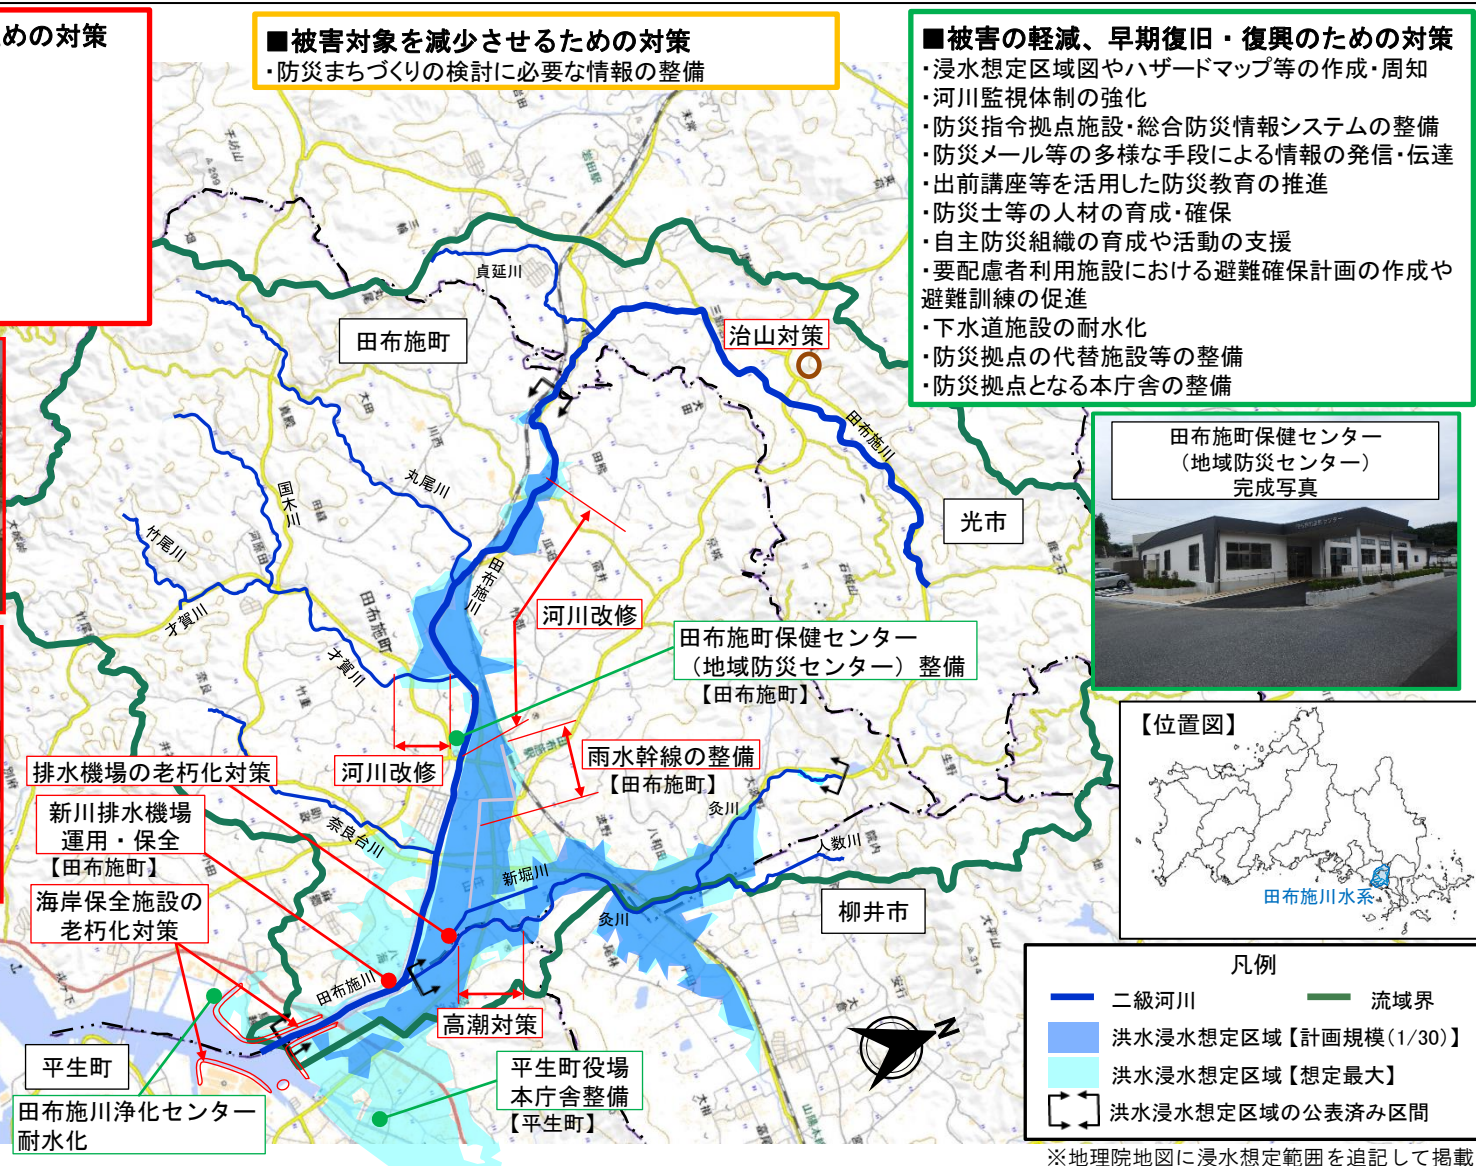 めの対策
■被害対象を減少させるための対策
・防災まちづくりの検討に必要な情報の整備
■被害の軽減、早期復旧・復興のための対策
・浸水想定区域図やハザードマップ等の作成・周知
・河川監視体制の強化
・防災指令拠点施設・総合防災情報システムの整備
・防災メール等の多様な手段による情報の発信・伝達
・出前講座等を活用した防災教育の推進
・防災士等の人材の育成・確保
・自主防災組織の育成や活動の支援
・要配慮者利用施設における避難確保計画の作成や
避難訓練の促進
・下水道施設の耐水化
・防災拠点の代替施設等の整備
・防災拠点となる本庁舎の整備
岩田駅
貞延川
田布施町
治山対策
田布施川
田布施町保健センター
（地域防災センター）
完成写真
光市
丸尾川
国木川
竹尾川
才賀川
才賀川
田布施町
田布施川
河川改修
田布施町保健センター
（地域防災センター）整備
【田布施町】
石城山
河川改修
雨水幹線の整備
【田布施町】
排水機場の老朽化対策
新川排水機場
運用・保全
【田布施町】
海岸保全施設の
老朽化対策
奈良台川
新堀川
灸川
灸川
人数川
柳井市
田布施川
高潮対策
平生町
田布施川浄化センター
耐水化
平生町役場
本庁舎整備
【平生町】
N
【位置図】
田布施川水系
凡例
二級河川
流域界
洪水浸水想定区域【計画規模(1/30)】
洪水浸水想定区域【想定最大】
洪水浸水想定区域の公表済み区間
※地理院地図に浸水想定範囲を追記して掲載